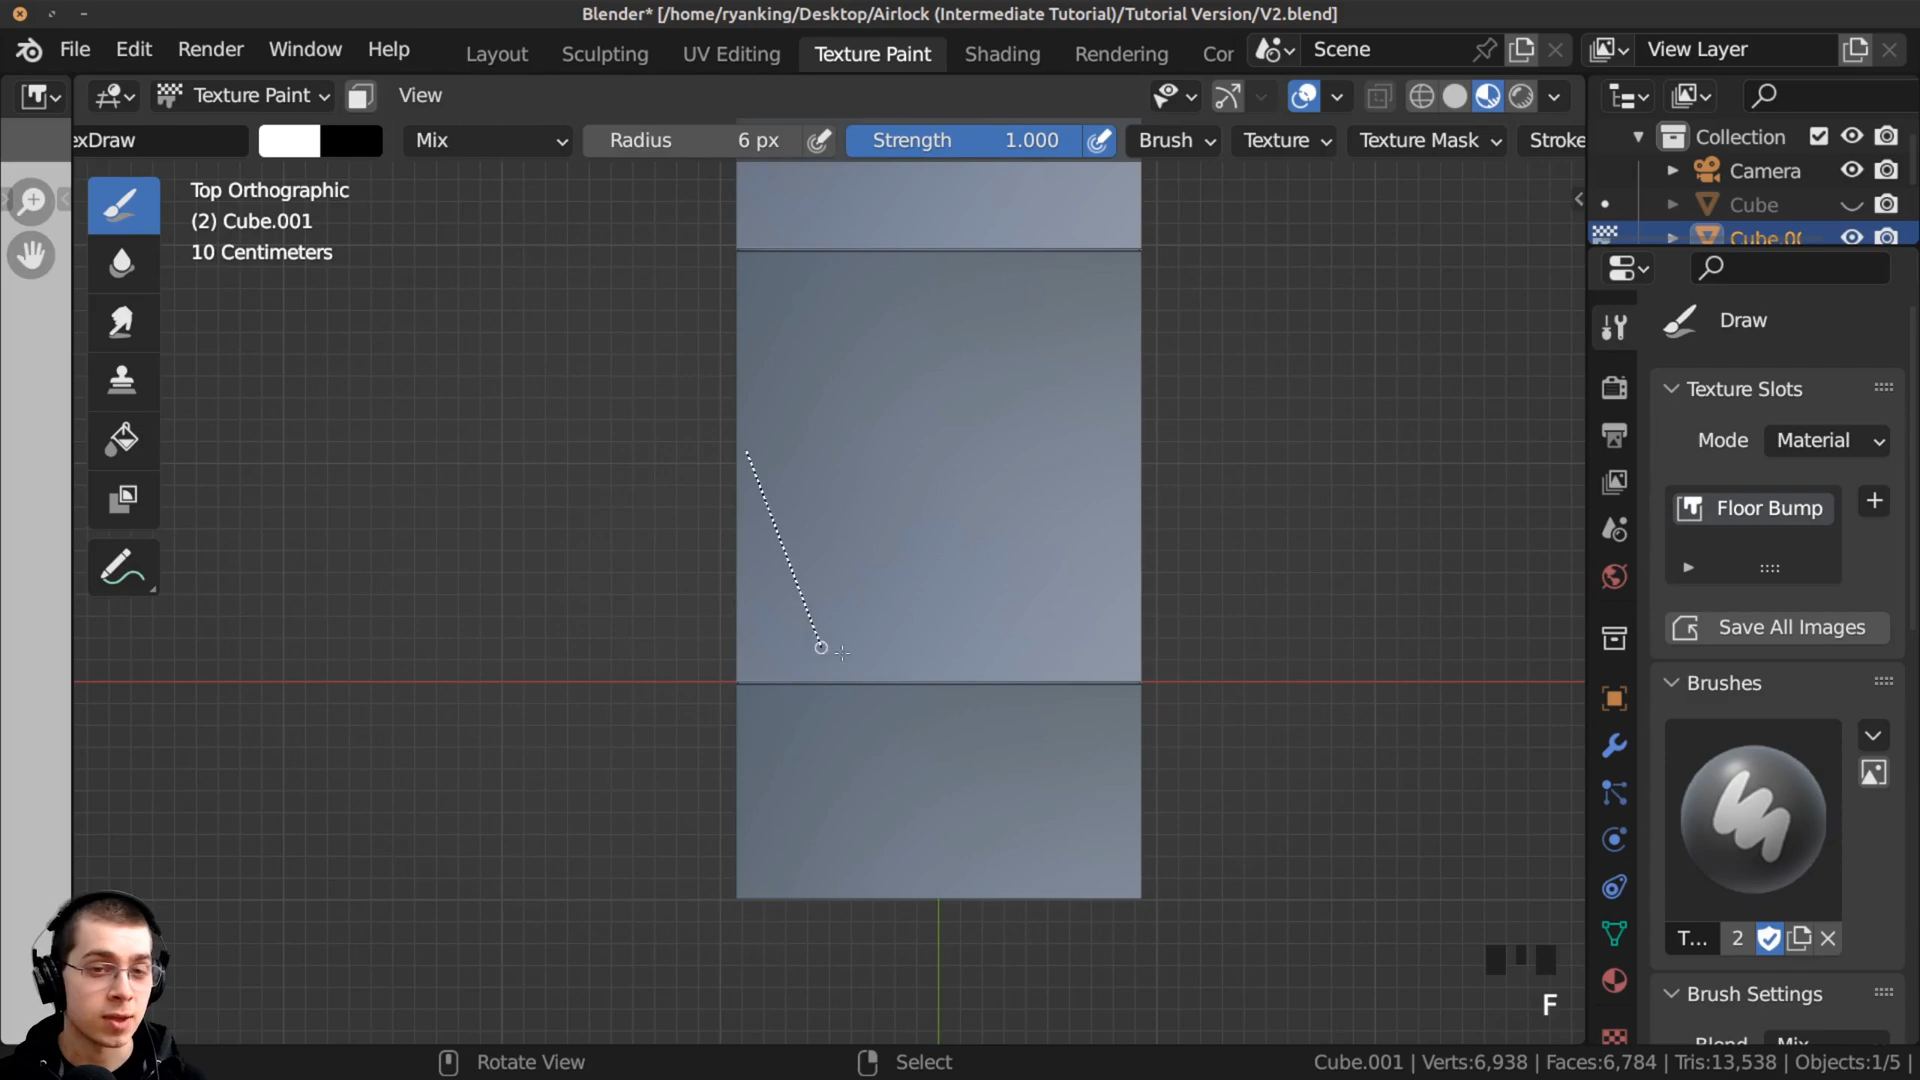 Blender* [/home/ryanking/Desktop/Airlock (Intermediate Tutorial)/Tutorial Version/V2.blend]
File Edit Render Window Help Layout Sculpting UV Editing Texture Paint Shading Rendering Cor Scene View Layer
Texture Paint View
exDraw Mix Radius 6 px Strength 1.000 Brush Texture Texture Mask Stroke
Top Orthographic
(2) Cube.001
10 Centimeters
Collection
Camera
Cube
Cube.00
Draw
Texture Slots
Mode Material
Floor Bump
Save All Images
Brushes
T... 2
Brush Settings
Blend Mix
F
Rotate View Select Cube.001 | Verts:6,938 | Faces:6,784 | Tris:13,538 | Objects:1/5 |